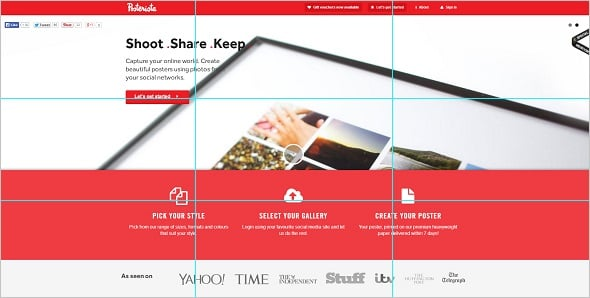 Posterista
Gift vouchers now available
Let's get started
About
Sign in
Like
Tweet
Shoot .Share .Keep
Capture your online world. Create
beautiful posters using photos from
your social networks.
Let's get started
PICK YOUR STYLE
Pick from our range of sizes, formats and colours
that suit your style.
SELECT YOUR GALLERY
Login using your favourite social media site and let
us do the rest.
CREATE YOUR POSTER
Your poster, printed on our premium heavyweight
paper delivered within 7 days!
As seen on
YAHOO!
TIME
THE INDEPENDENT
Stuff
itv
THE HUFFINGTON POST
The Telegraph